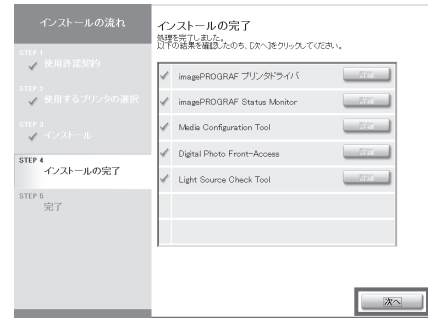 インストールの流れ
STEP 1
使用許諾契約
STEP 2
使用するプリンタの選択
STEP 3
インストール
STEP 4
インストールの完了
STEP 5
完了
インストールの完了
処理を完了しました。
以下の結果を確認したのち、[次へ]をクリックしてください。
imagePROGRAF プリンタドライバ
imagePROGRAF Status Monitor
Media Configuration Tool
Digital Photo Front-Access
Light Source Check Tool
次へ